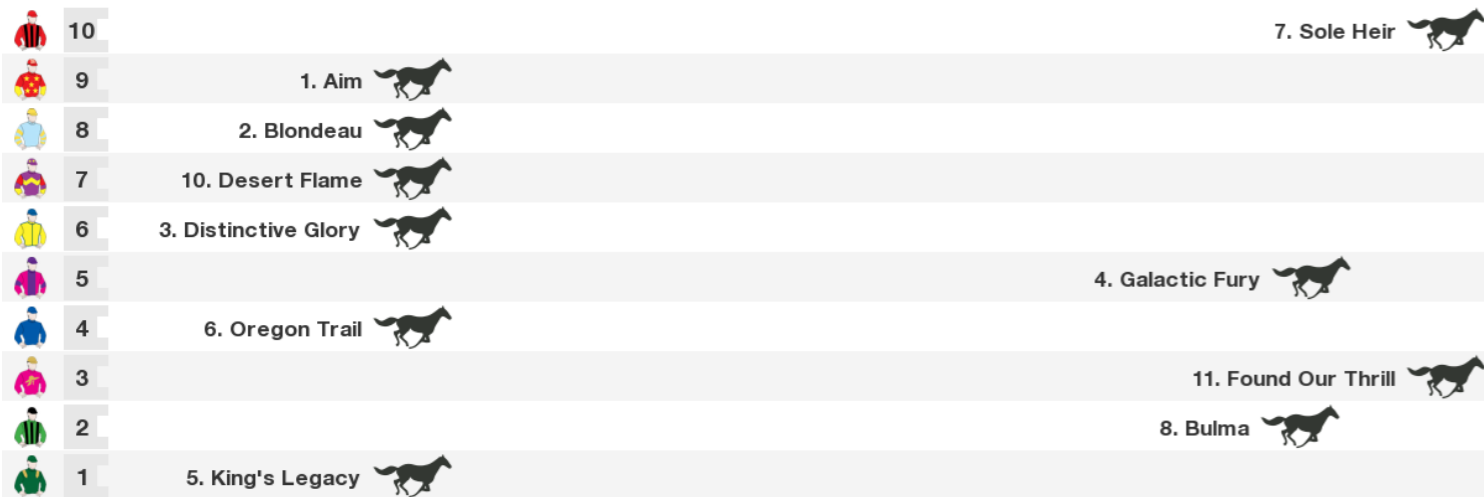 10 7. Sole Heir
9 1. Aim
8 2. Blondeau
7 10. Desert Flame
6 3. Distinctive Glory
5 4. Galactic Fury
4 6. Oregon Trail
3 11. Found Our Thrill
2 8. Bulma
1 5. King's Legacy